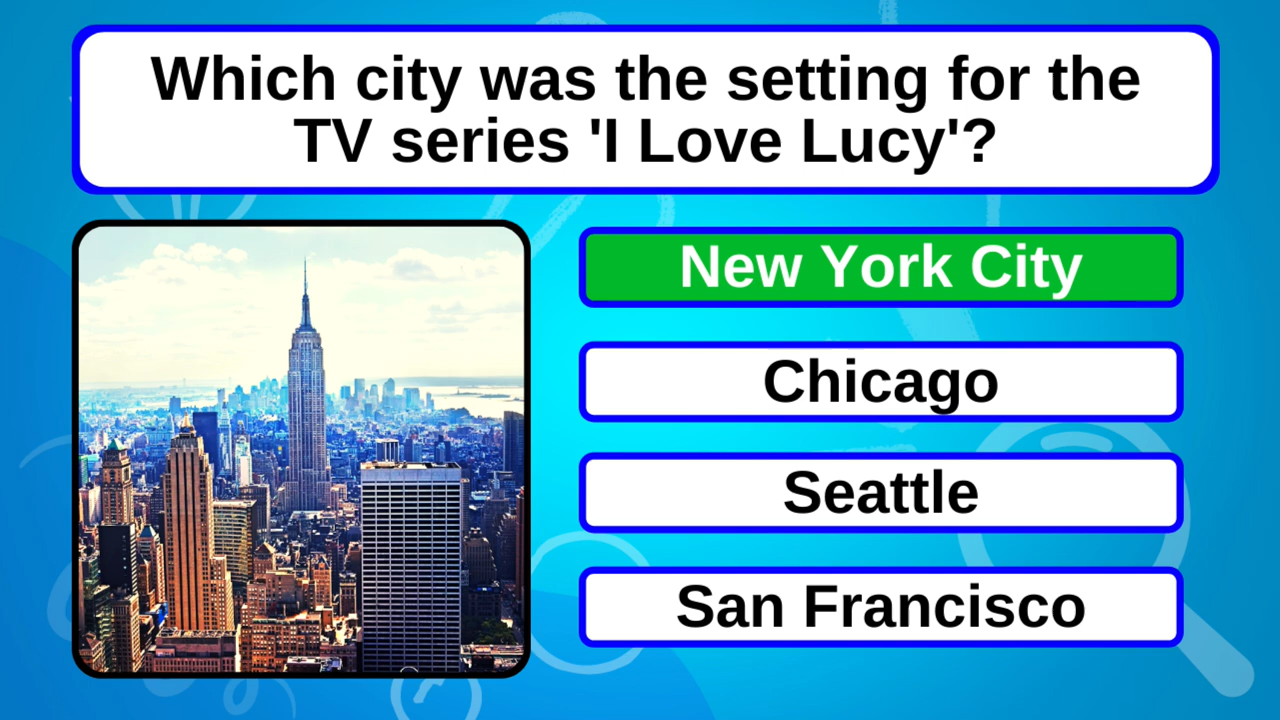 Which city was the setting for the
TV series 'I Love Lucy'?
New York City
Chicago
Seattle
San Francisco